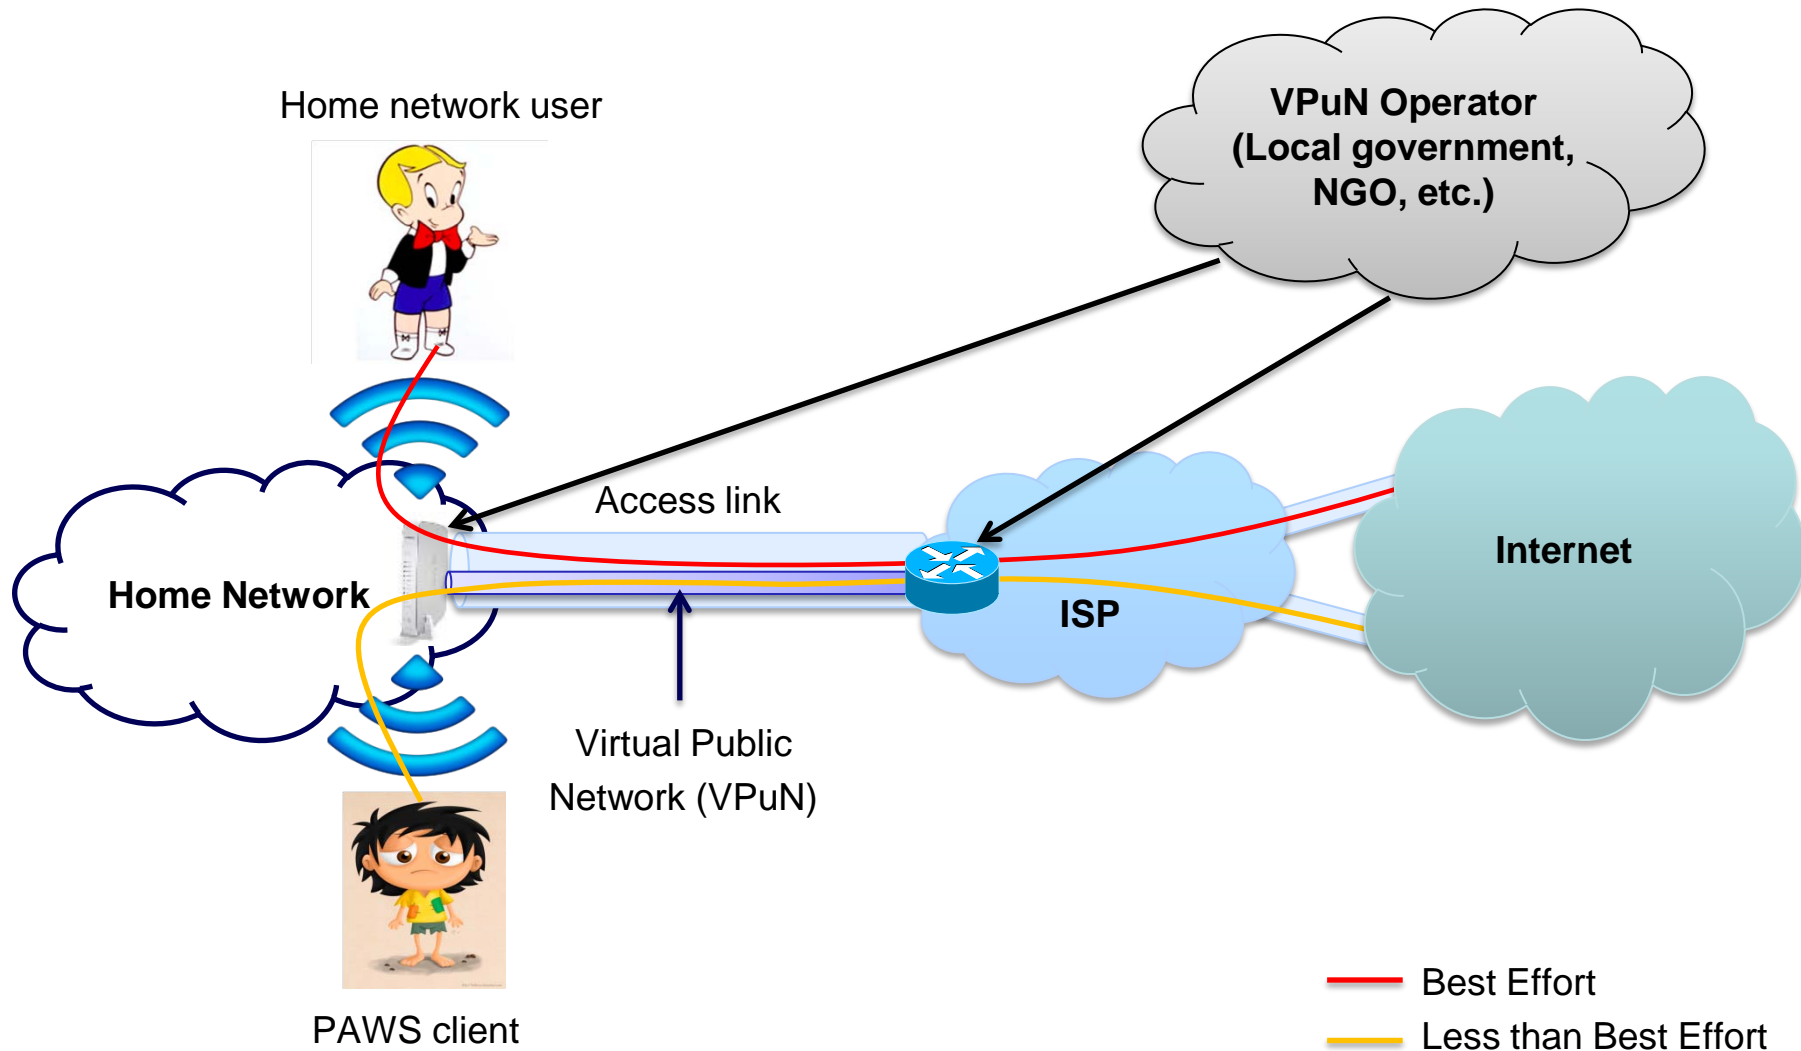 Home network user
VPuN Operator
(Local government,
NGO, etc.)
Access link
Internet
Home Network
ISP
Virtual Public
Network (VPuN)
PAWS client
Best Effort
Less than Best Effort